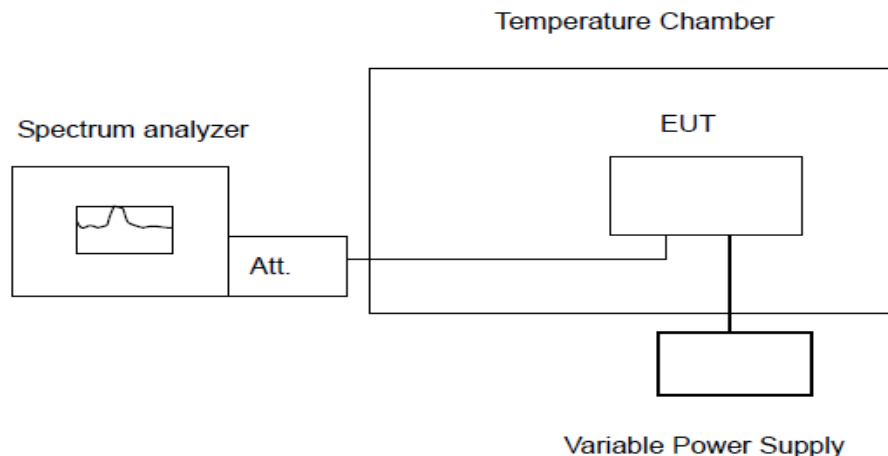 Temperature Chamber
Spectrum analyzer
EUT
Att.
Variable Power Supply